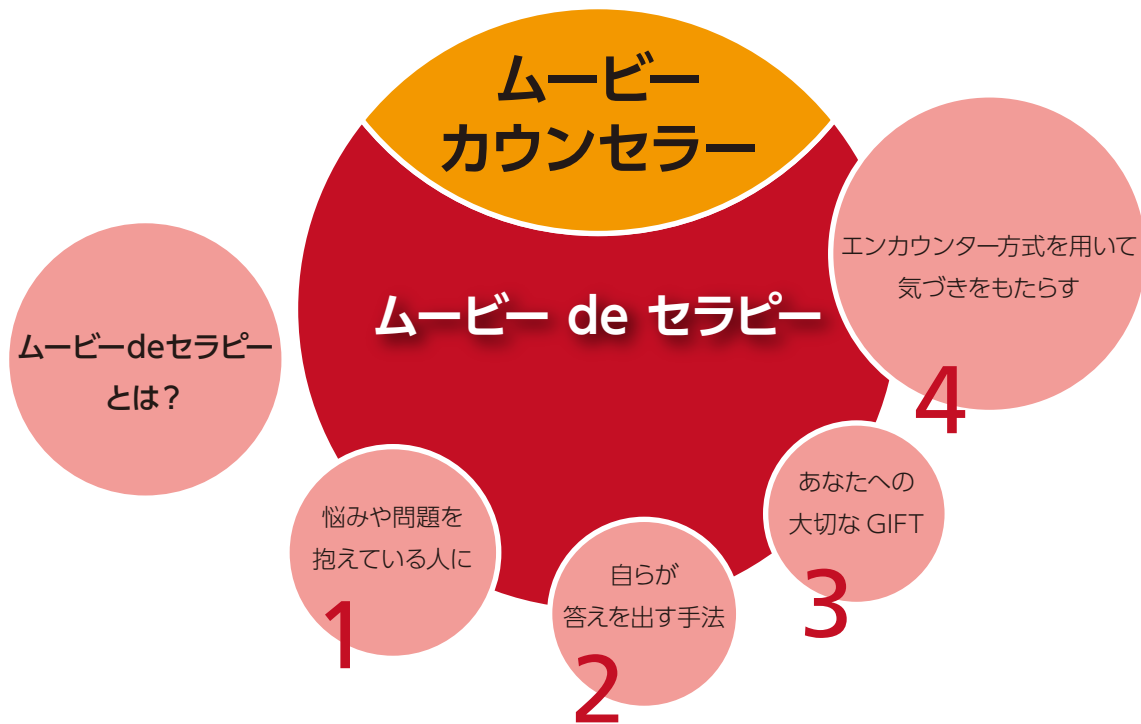 ムービー
カウンセラー
ムービー de セラピー
ムービーdeセラピー
とは？
悩みや問題を
抱えている人に
1
自らが
答えを出す手法
2
あなたへの
大切な GIFT
3
エンカウンター方式を用いて
気づきをもたらす
4